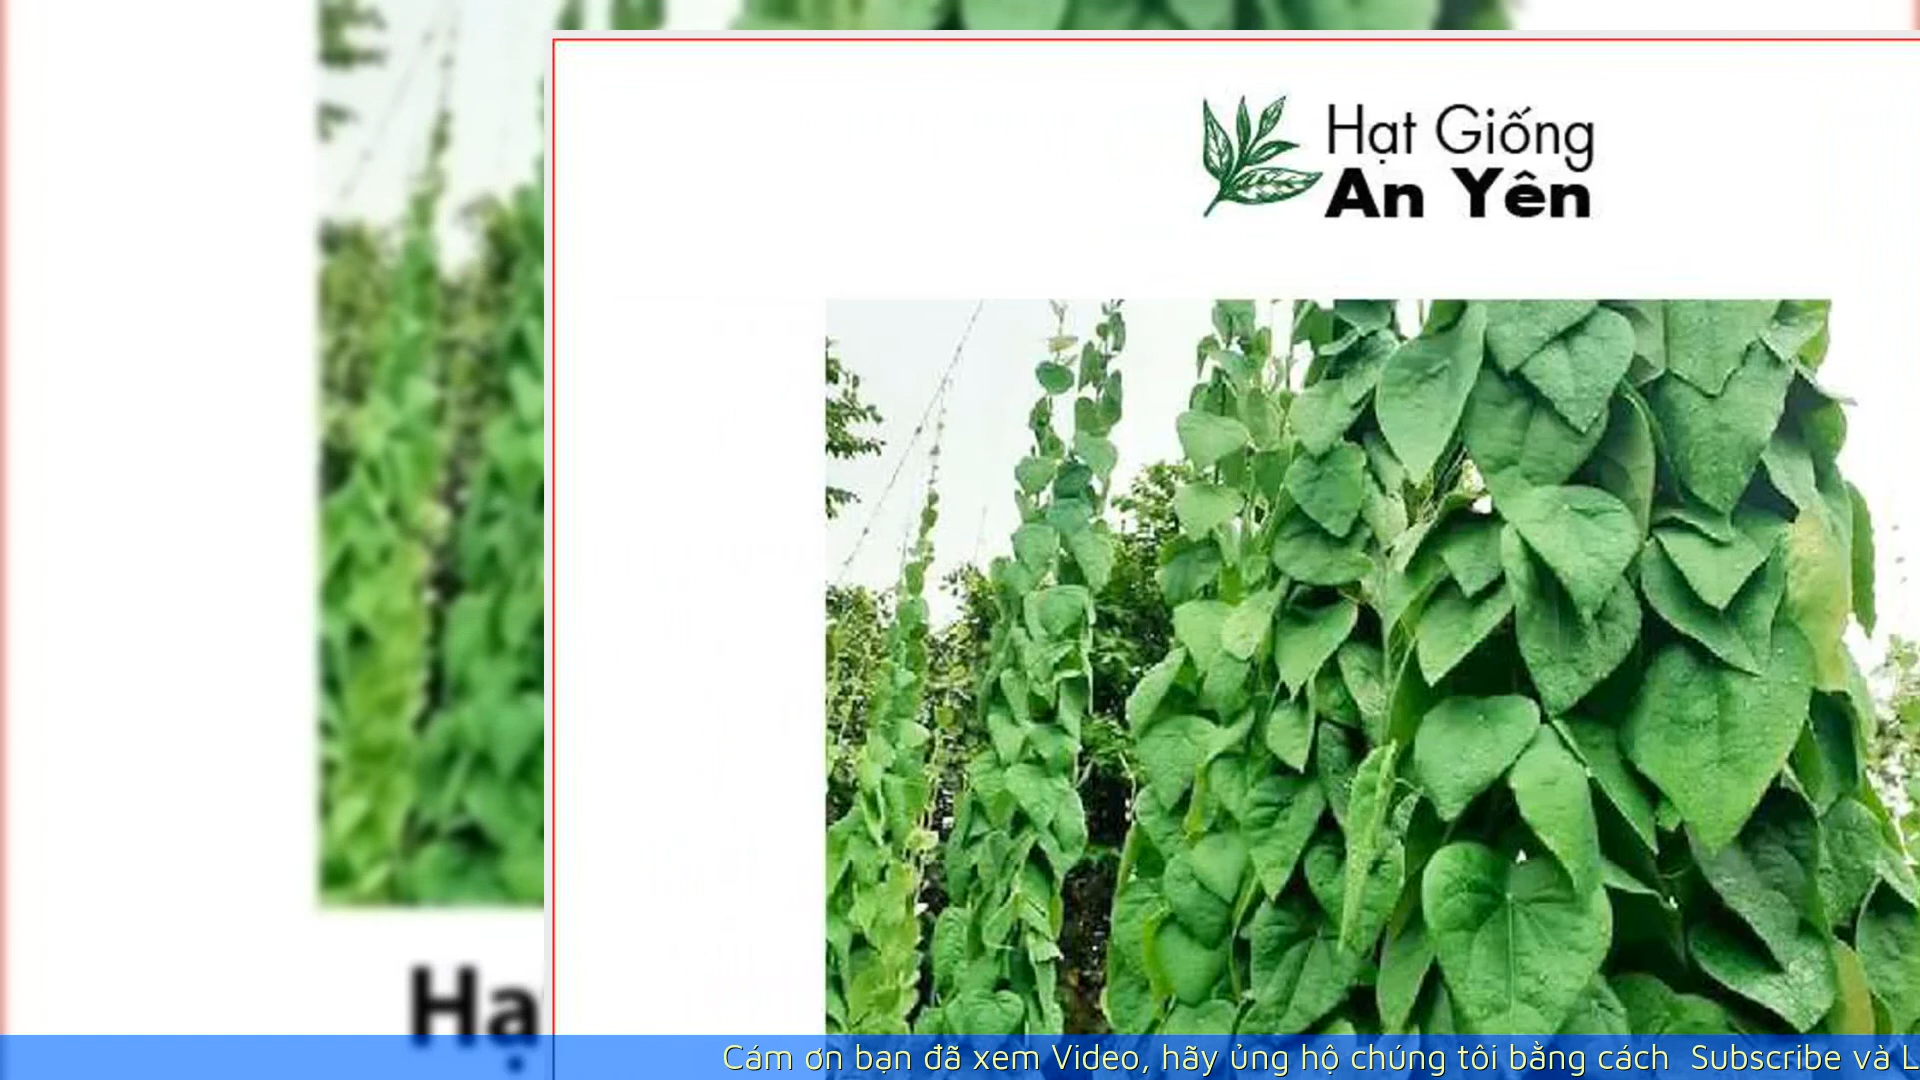 Hạt Giống
An Yên
Hạ
Cám ơn bạn đã xem Video, hãy ủng hộ chúng tôi bằng cách Subscribe và L